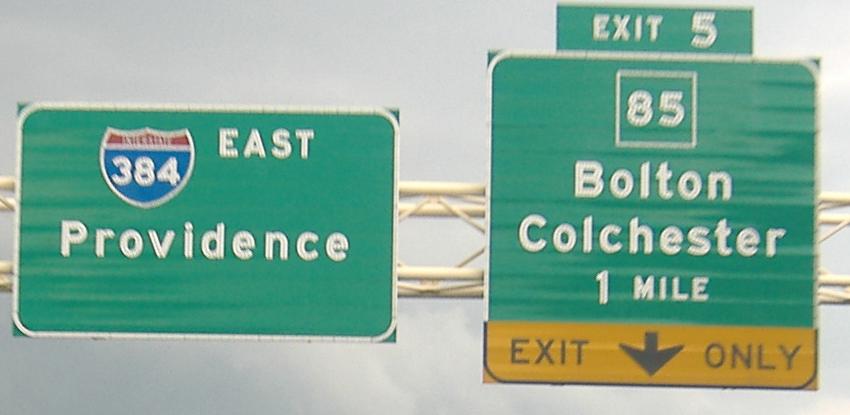 INTERSTATE
384 EAST
Providence
EXIT 5
85
Bolton
Colchester
1 MILE
EXIT ONLY